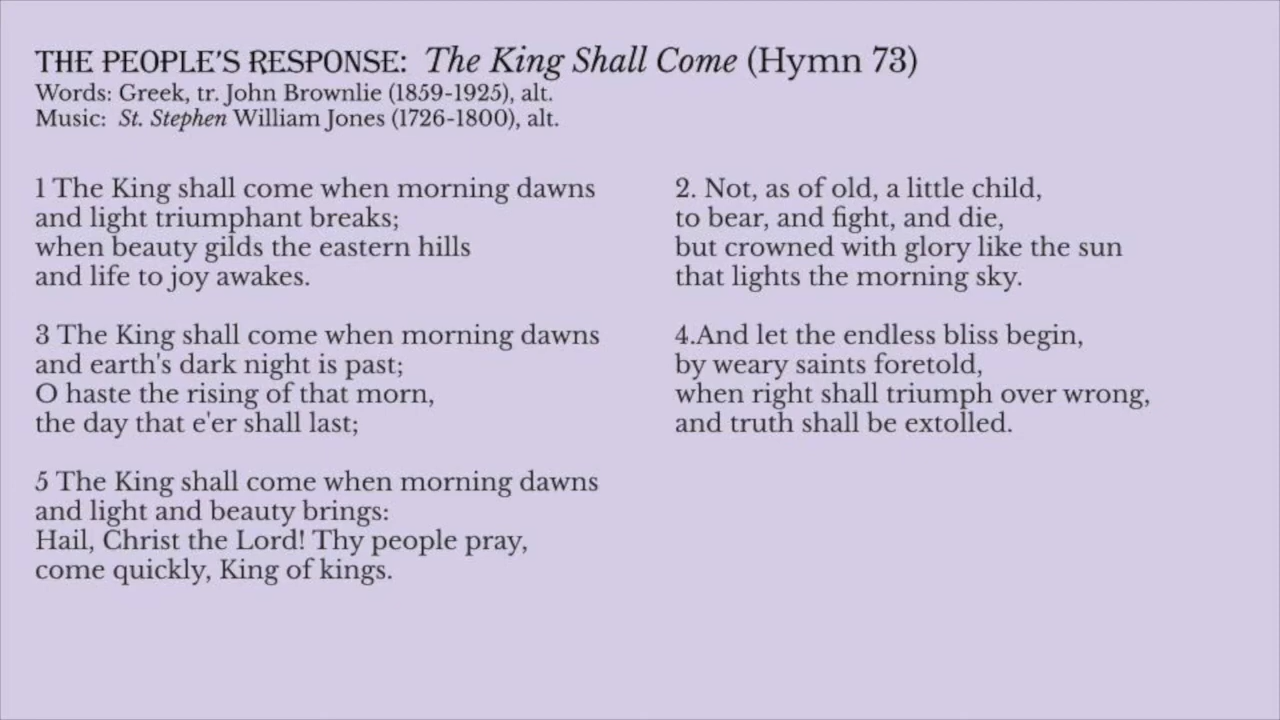 THE PEOPLE'S RESPONSE: The King Shall Come (Hymn 73)
Words: Greek, tr. John Brownlie (1859-1925), alt.
Music: St. Stephen William Jones (1726-1800), alt.
1 The King shall come when morning dawns
and light triumphant breaks;
when beauty gilds the eastern hills
and life to joy awakes.
2. Not, as of old, a little child,
to bear, and fight, and die,
but crowned with glory like the sun
that lights the morning sky.
3 The King shall come when morning dawns
and earth's dark night is past;
O haste the rising of that morn,
the day that e'er shall last;
4.And let the endless bliss begin,
by weary saints foretold,
when right shall triumph over wrong,
and truth shall be extolled.
5 The King shall come when morning dawns
and light and beauty brings:
Hail, Christ the Lord! Thy people pray,
come quickly, King of kings.